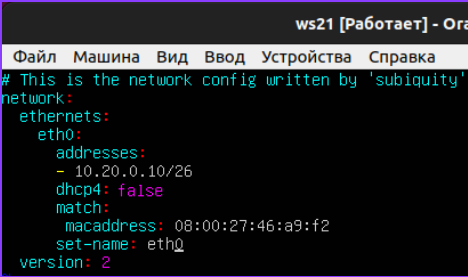 ws21 [Работает] - Ora
Файл Машина Вид Ввод Устройства Справка
# This is the network config written by 'subiquity'
network:
  ethernets:
    eth0:
      addresses:
      - 10.20.0.10/26
      dhcp4: false
      match:
       macaddress: 08:00:27:46:a9:f2
      set-name: eth0
  version: 2